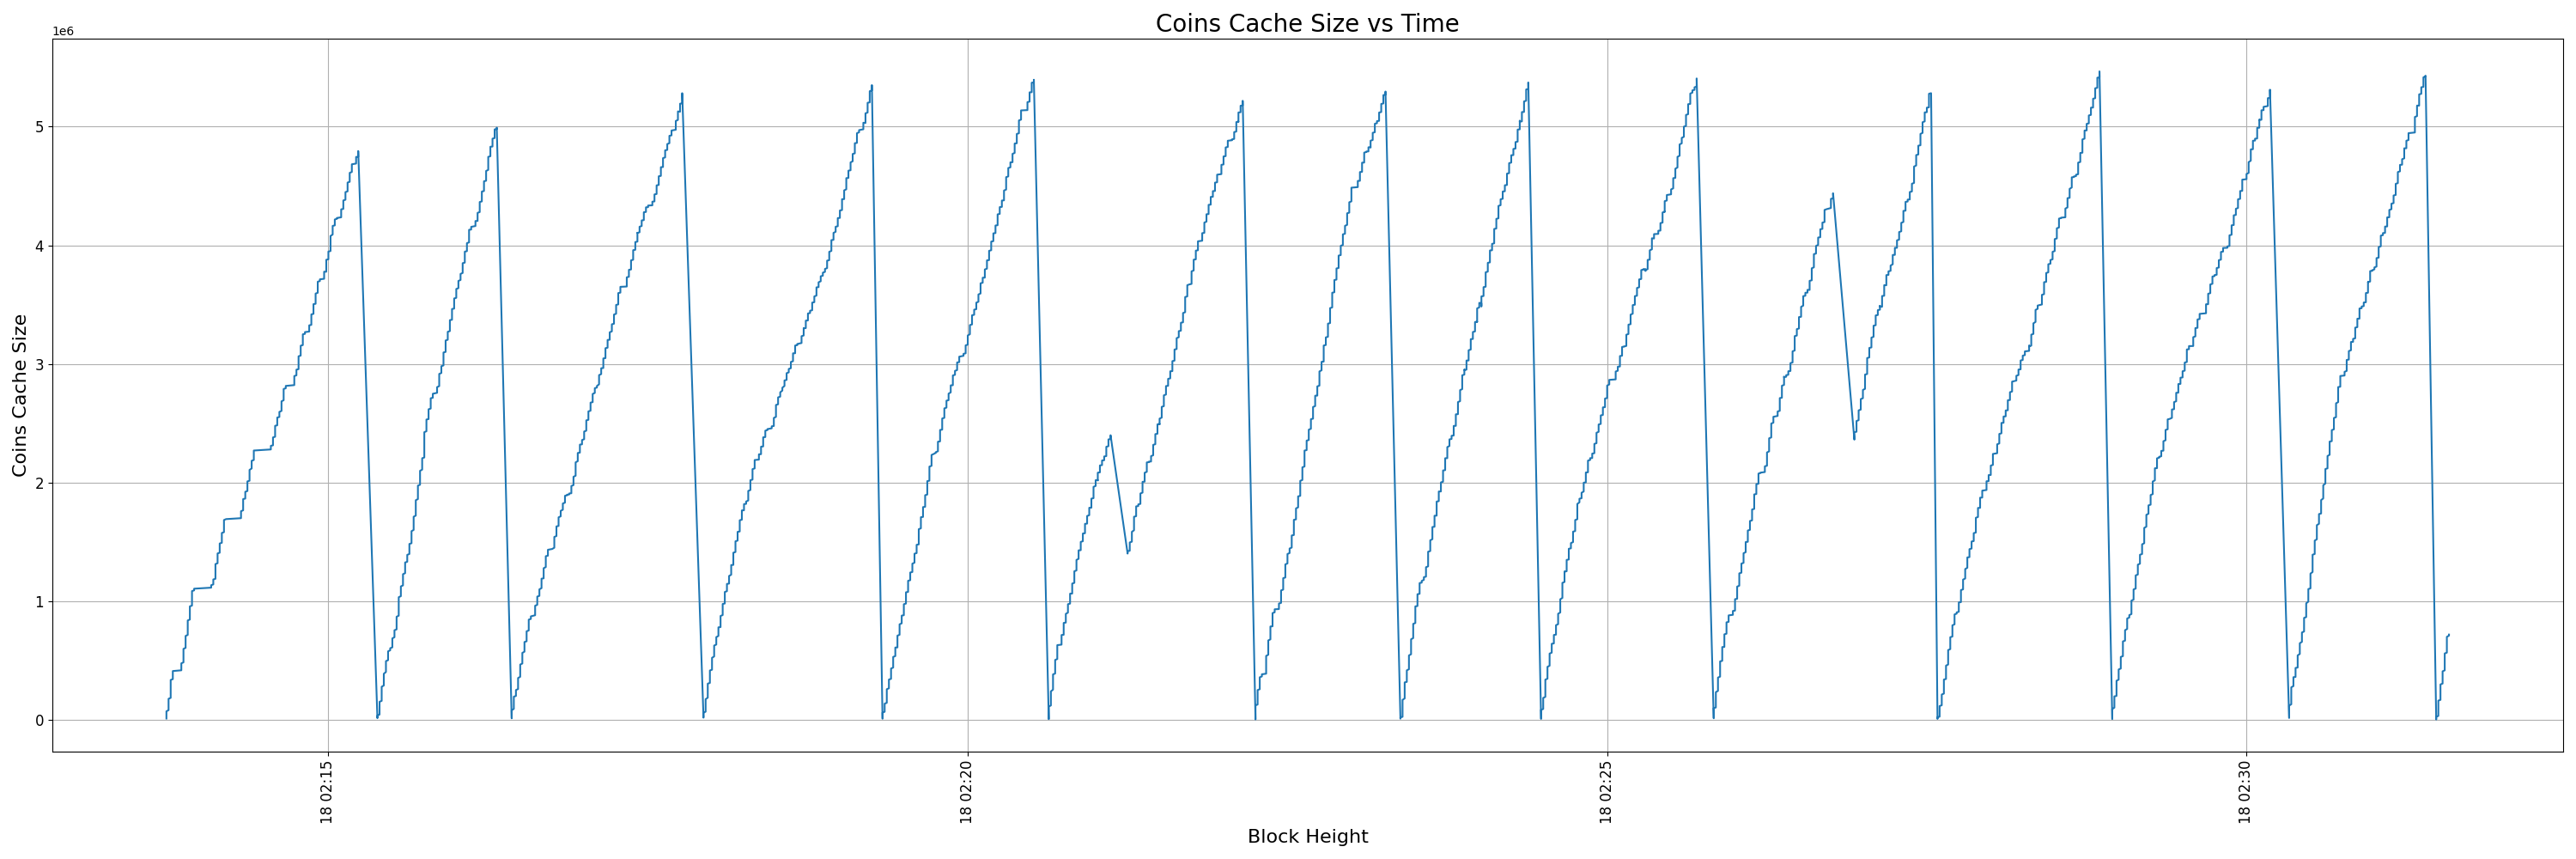 Coins Cache Size vs Time
1e6
Coins Cache Size
5
4
3
2
1
0
18 02:15
18 02:20
18 02:25
18 02:30
Block Height